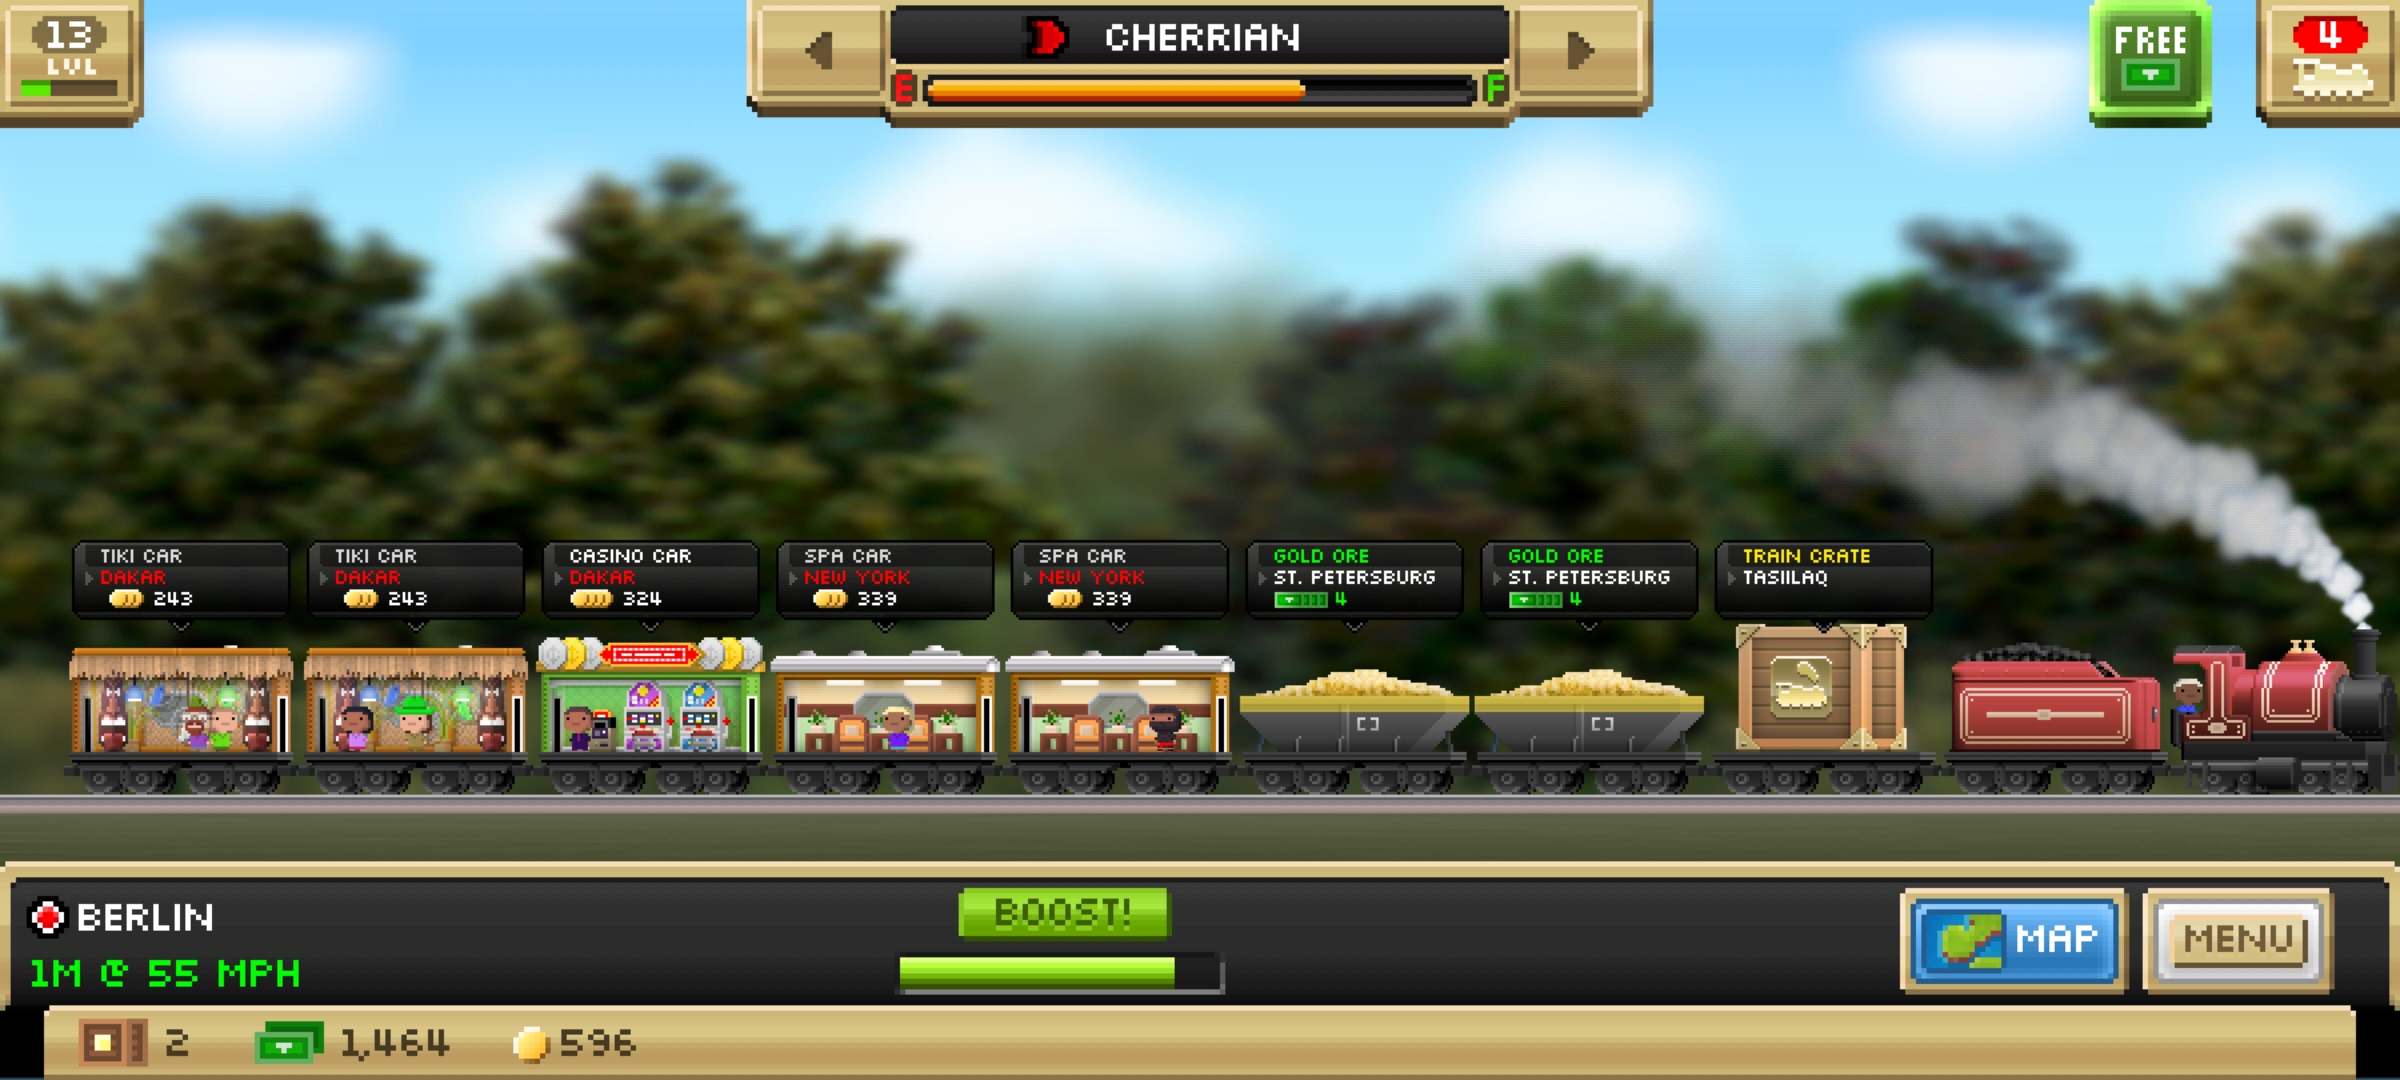 13
LVL
CHERRIAN
E
F
FREE
4
TIKI CAR
DAKAR
243
TIKI CAR
DAKAR
243
CASINO CAR
DAKAR
324
SPA CAR
NEW YORK
339
SPA CAR
NEW YORK
339
GOLD ORE
ST. PETERSBURG
4
GOLD ORE
ST. PETERSBURG
4
TRAIN CRATE
TASIILAQ
BERLIN
1M @ 55 MPH
BOOST!
MAP
MENU
2
1,464
596